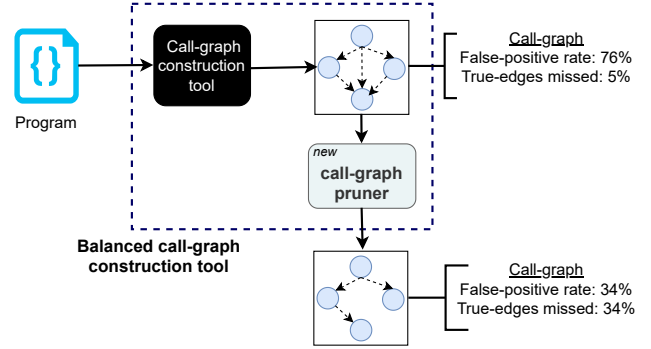 { }
Program
Call-graph
construction
tool
Call-graph
False-positive rate: 76%
True-edges missed: 5%
new
call-graph
pruner
Balanced call-graph
construction tool
Call-graph
False-positive rate: 34%
True-edges missed: 34%